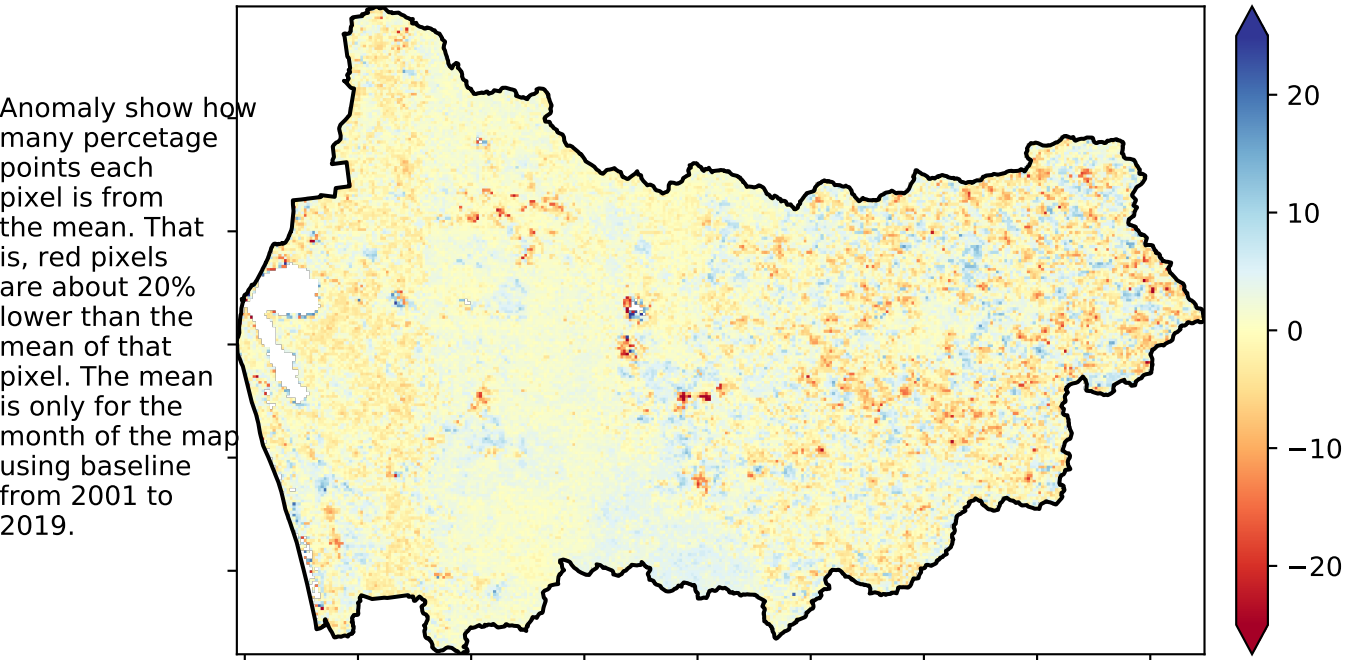 Anomaly show how
many percetage
points each
pixel is from
the mean. That
is, red pixels
are about 20%
lower than the
mean of that
pixel. The mean
is only for the
month of the map
using baseline
from 2001 to
2019.
20
10
0
−10
−20